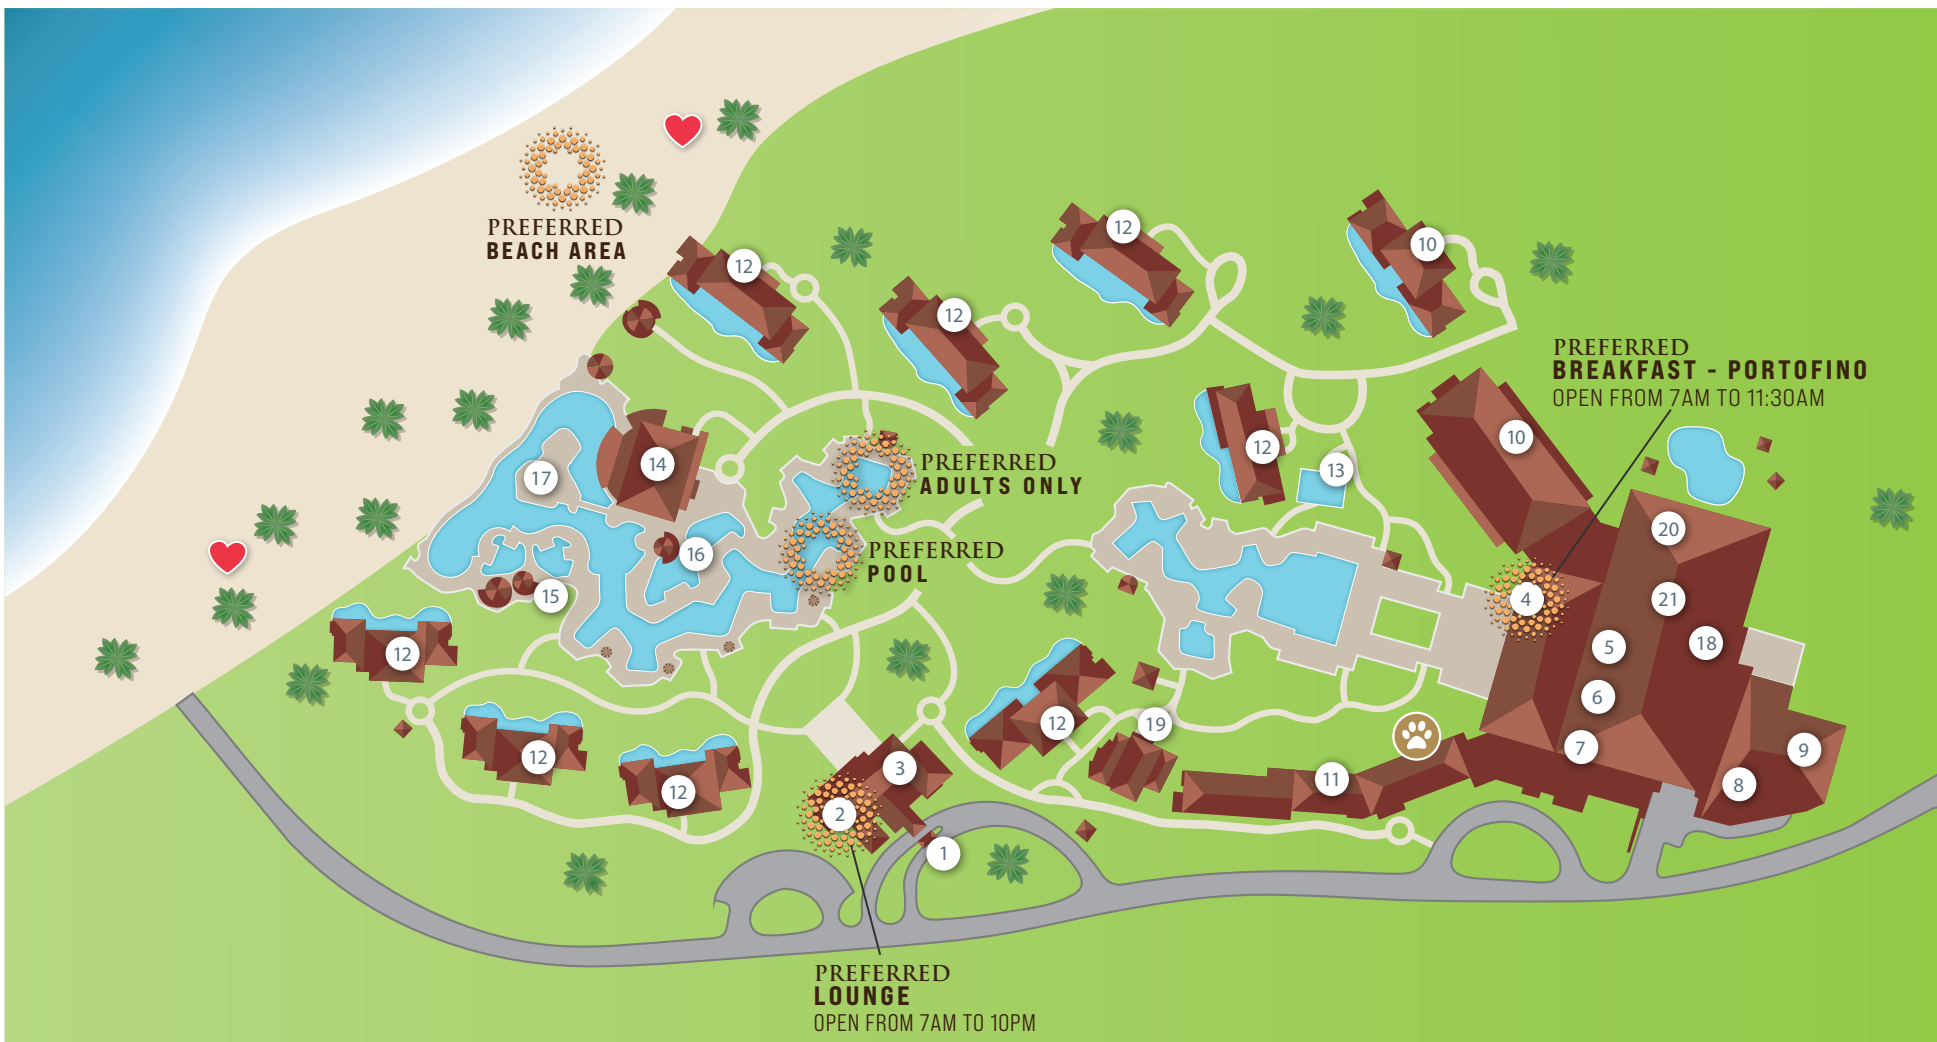 PREFERRED
BEACH AREA
12
12
10
12
12
PREFERRED
BREAKFAST - PORTOFINO
OPEN FROM 7AM TO 11:30AM
10
12
13
14
17
PREFERRED
ADULTS ONLY
20
16
PREFERRED
POOL
15
4
21
5
18
12
6
12
19
7
9
12
3
11
8
12
2
1
PREFERRED
LOUNGE
OPEN FROM 7AM TO 10PM